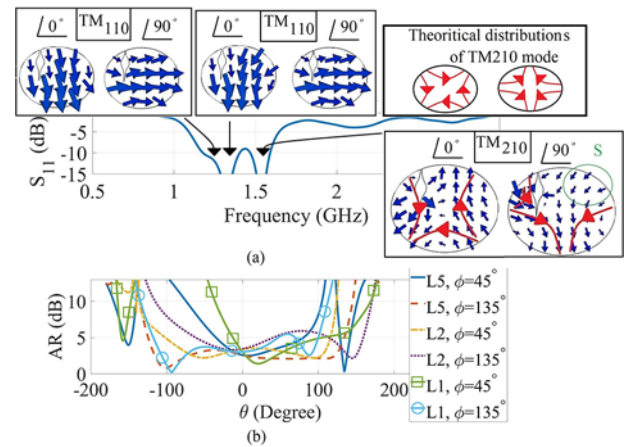 ∠0° TM110 ∠90°
∠0° TM110 ∠90°
Theoritical distributions
of TM210 mode
S11 (dB)
-5
-10
-15
0.5
1
1.5
2
Frequency (GHz)
∠0° TM210 ∠90°
S
(a)
AR (dB)
10
5
0
-200
-100
0
100
200
θ (Degree)
L5, ϕ=45°
L5, ϕ=135°
L2, ϕ=45°
L2, ϕ=135°
L1, ϕ=45°
L1, ϕ=135°
(b)